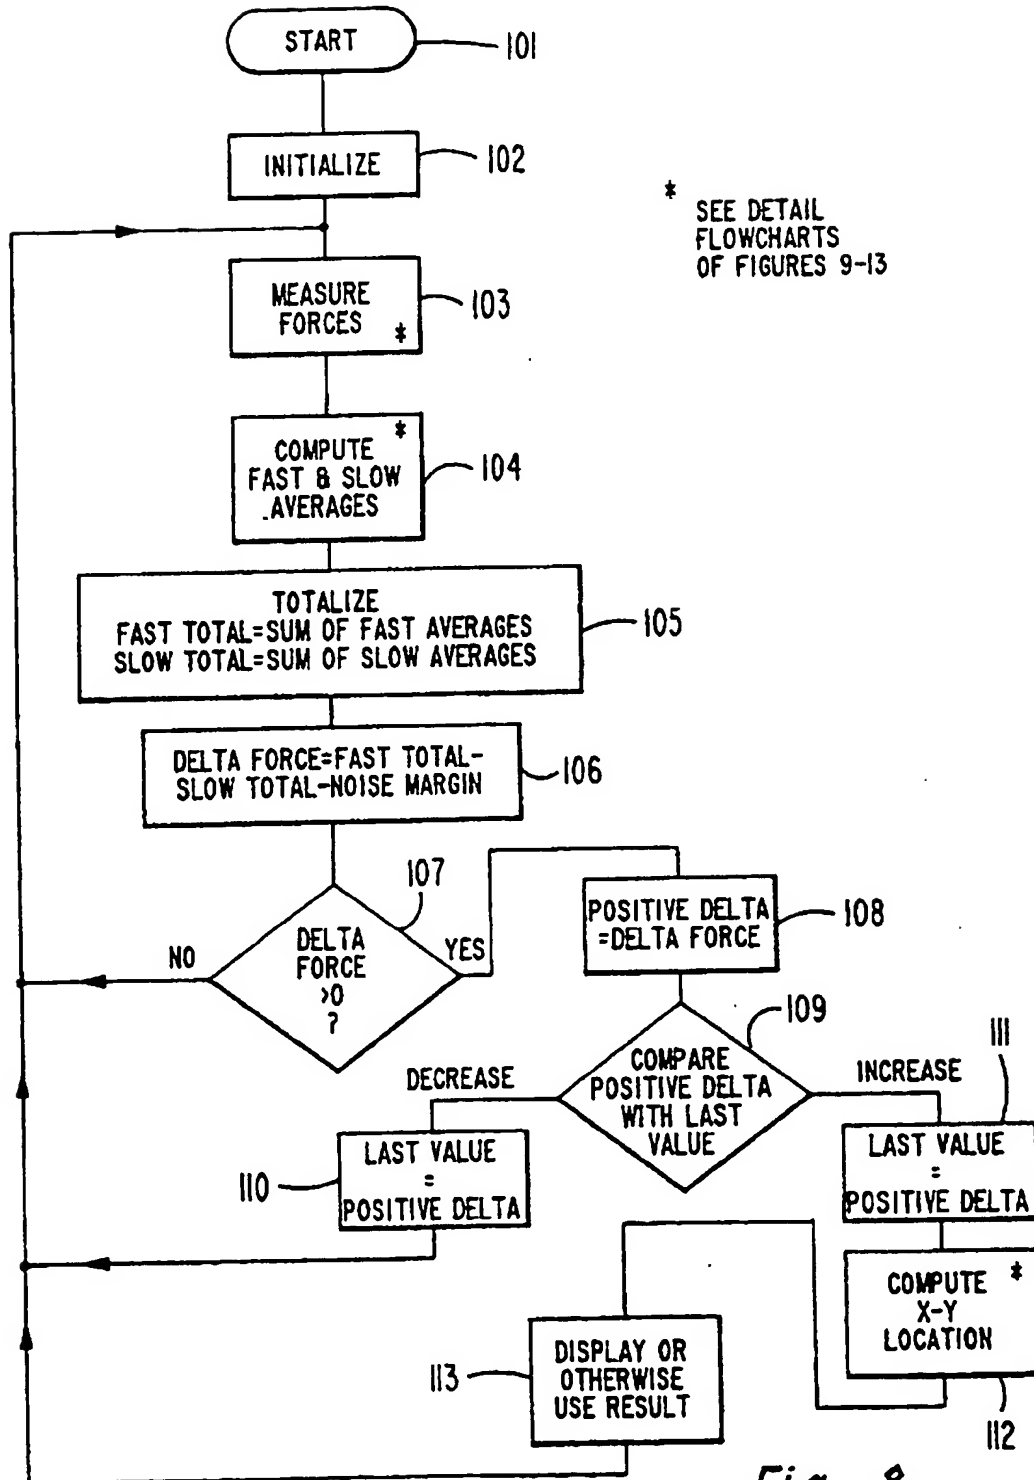 START
101
INITIALIZE
102
*
SEE DETAIL
FLOWCHARTS
OF FIGURES 9-13
MEASURE
FORCES
*
103
*
COMPUTE
FAST & SLOW
AVERAGES
104
TOTALIZE
FAST TOTAL=SUM OF FAST AVERAGES
SLOW TOTAL=SUM OF SLOW AVERAGES
105
DELTA FORCE=FAST TOTAL-
SLOW TOTAL-NOISE MARGIN
106
107
DELTA
FORCE
>0
?
NO
YES
POSITIVE DELTA
=DELTA FORCE
108
109
COMPARE
POSITIVE DELTA
WITH LAST
VALUE
DECREASE
INCREASE
110
LAST VALUE
=
POSITIVE DELTA
111
LAST VALUE
=
POSITIVE DELTA
COMPUTE *
X-Y
LOCATION
112
113
DISPLAY OR
OTHERWISE
USE RESULT
Fig. 8